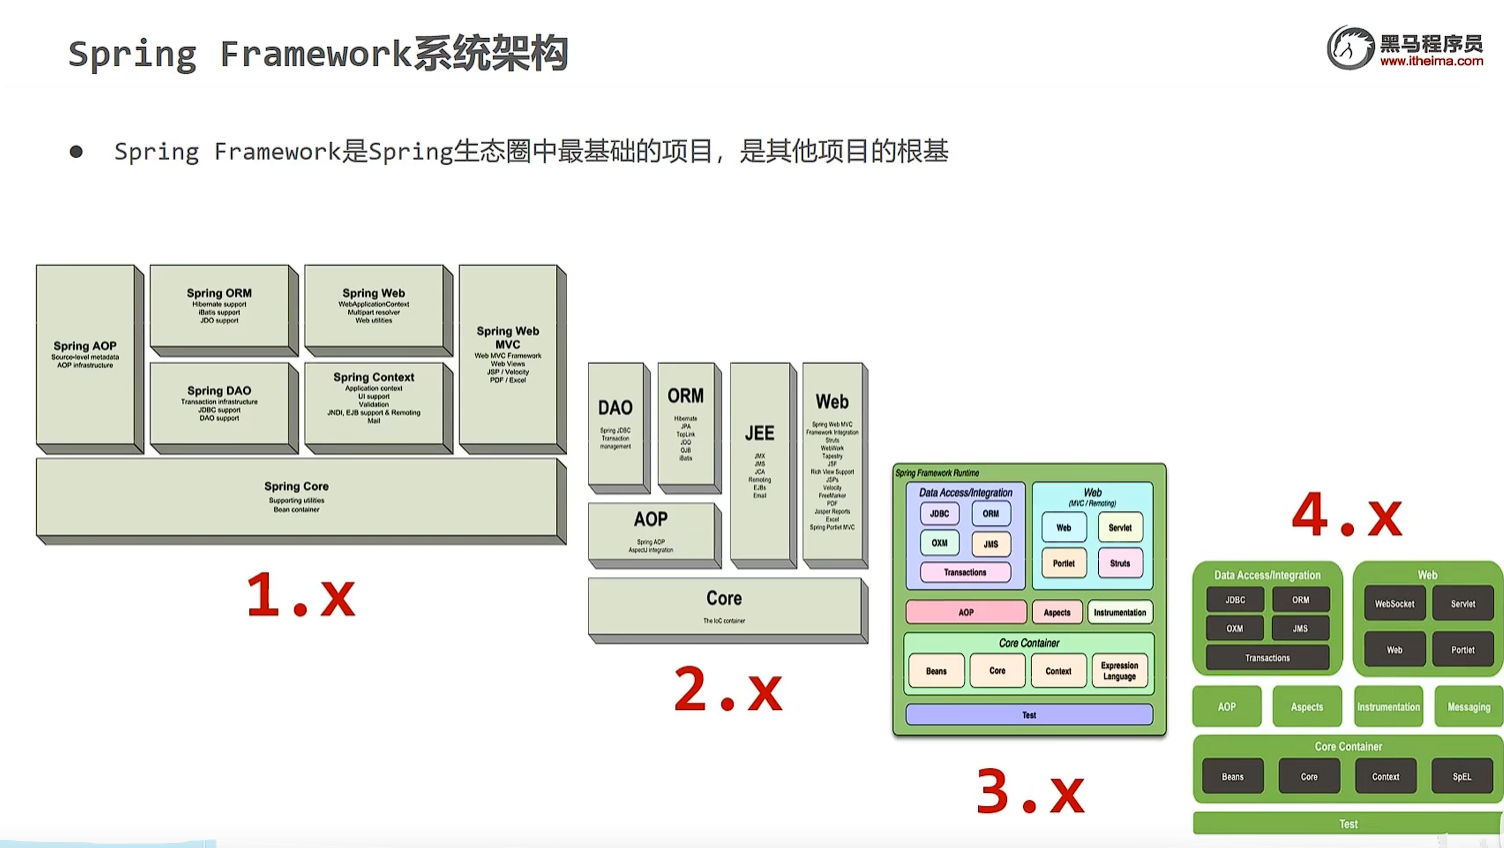 Spring Framework系统架构
黑马程序员
www.itheima.com
● Spring Framework是Spring生态圈中最基础的项目，是其他项目的根基
Spring AOP
Source-level metadata
AOP infrastructure
Spring ORM
Hibernate support
iBatis support
JDO support
Spring Web
WebApplicationContext
Multipart resolver
Web utilities
Spring Web
MVC
Web MVC Framework
Web Views
JSP / Velocity
PDF / Excel
Spring DAO
Transaction infrastructure
JDBC support
DAO support
Spring Context
Application context
UI support
Validation
JNDI, EJB support & Remoting
Mail
Spring Core
Supporting utilities
Bean container
1.x
DAO
Spring JDBC
Transaction
management
ORM
Hibernate
JPA
TopLink
JDO
OJB
iBatis
JEE
JMX
JMS
JCA
Remoting
EJBs
Email
Web
Spring Web MVC
Framework Integration
Struts
WebWork
Tapestry
JSF
Rich View Support
JSPs
Velocity
FreeMarker
PDF
Jasper Reports
Excel
Spring Portlet MVC
AOP
Spring AOP
AspectJ integration
Core
The IoC container
2.x
Spring Framework Runtime
Data Access/Integration
JDBC
ORM
OXM
JMS
Transactions
Web
(MVC / Remoting)
Web
Servlet
Portlet
Struts
AOP
Aspects
Instrumentation
Core Container
Beans
Core
Context
Expression
Language
Test
3.x
4.x
Data Access/Integration
JDBC
ORM
OXM
JMS
Transactions
Web
WebSocket
Servlet
Web
Portlet
AOP
Aspects
Instrumentation
Messaging
Core Container
Beans
Core
Context
SpEL
Test